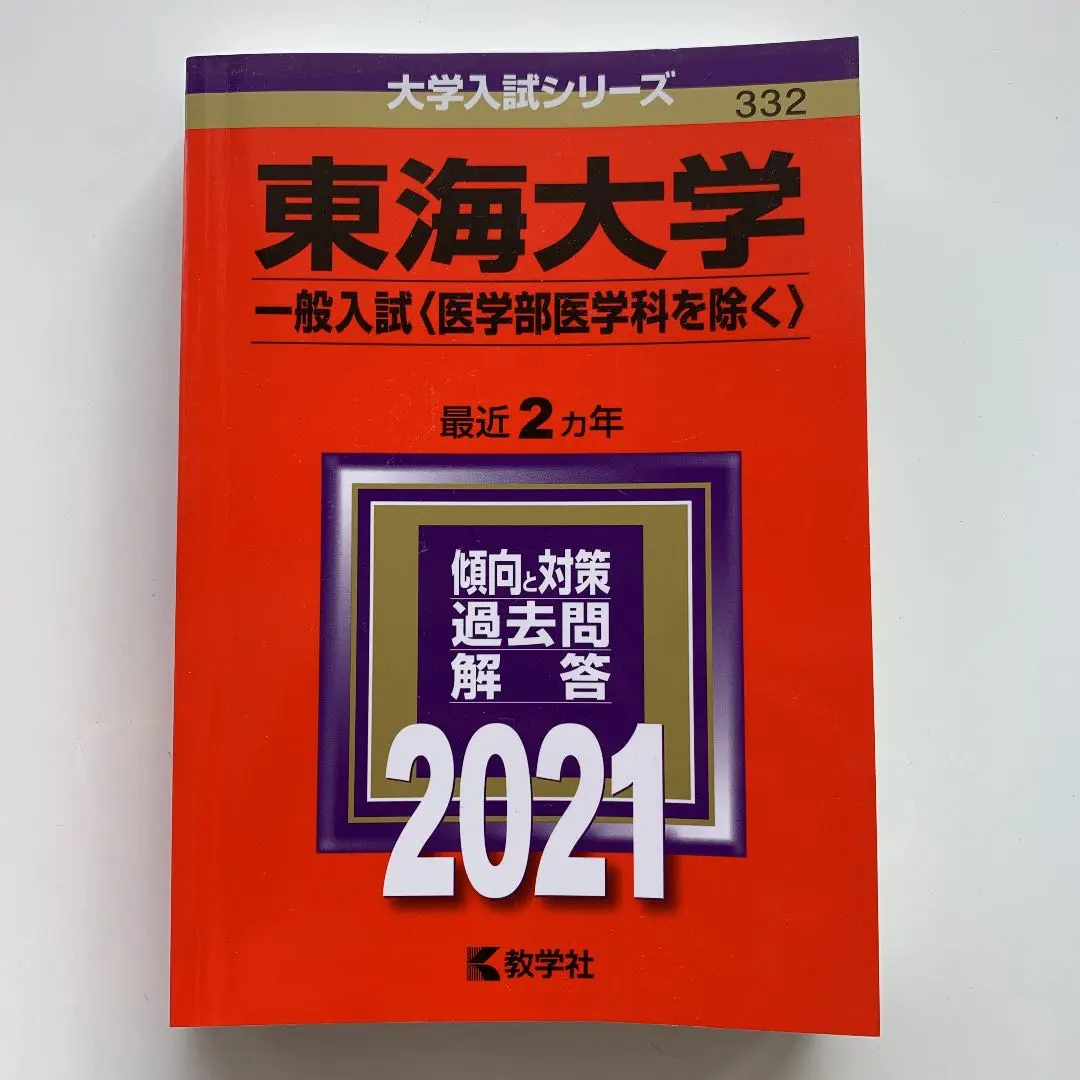 大学入試シリーズ
332
東海大学
一般入試〈医学部医学科を除く〉
最近2カ年
傾向と対策
過去問
解答
2021
教学社